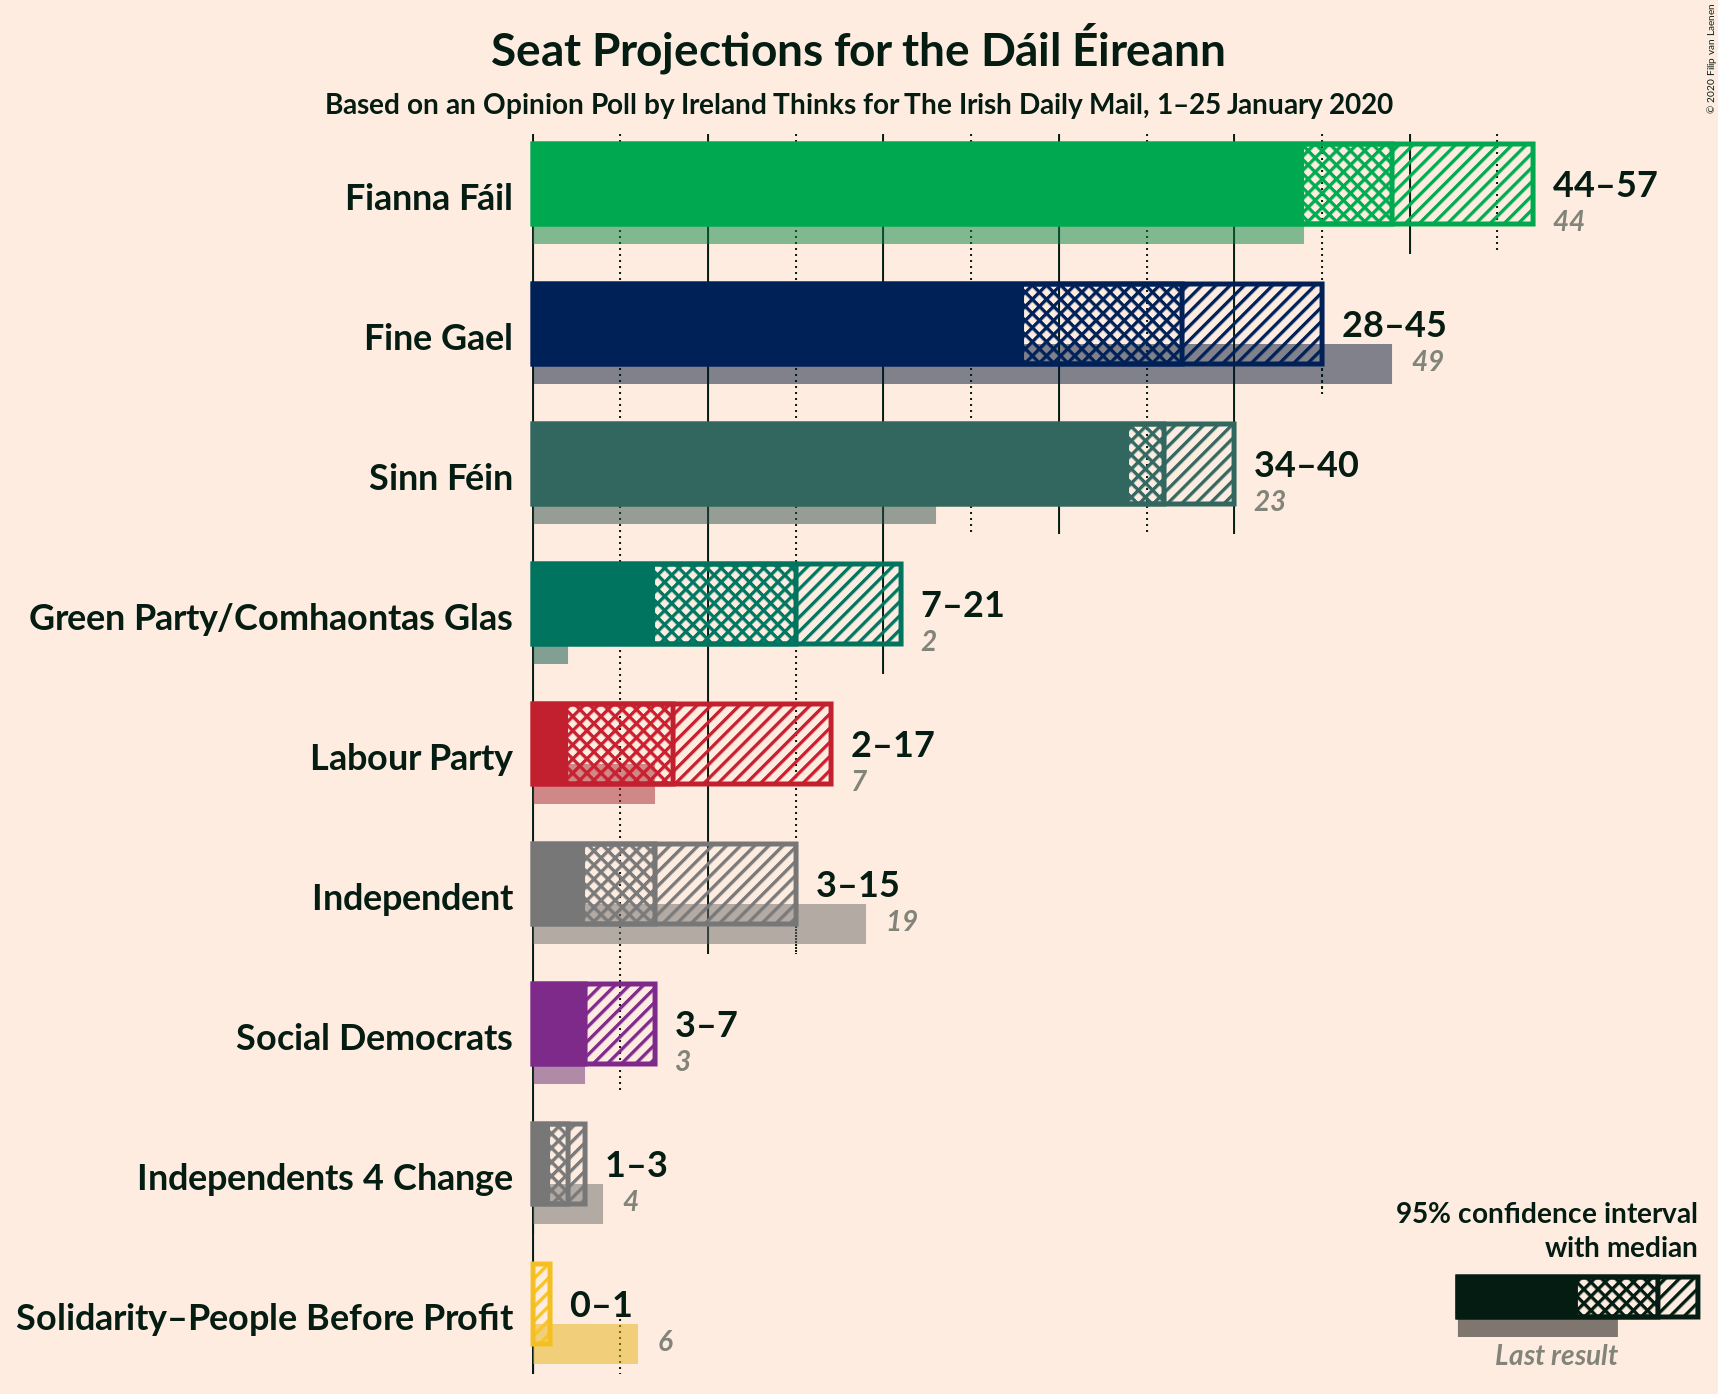 Seat Projections for the Dáil Éireann
Based on an Opinion Poll by Ireland Thinks for The Irish Daily Mail, 1–25 January 2020
© 2020 Filip van Laenen
Fianna Fáil
44–57
44
Fine Gael
28–45
49
Sinn Féin
34–40
23
Green Party/Comhaontas Glas
7–21
2
Labour Party
2–17
7
Independent
3–15
19
Social Democrats
3–7
3
Independents 4 Change
1–3
4
Solidarity–People Before Profit
0–1
6
95% confidence interval
with median
Last result